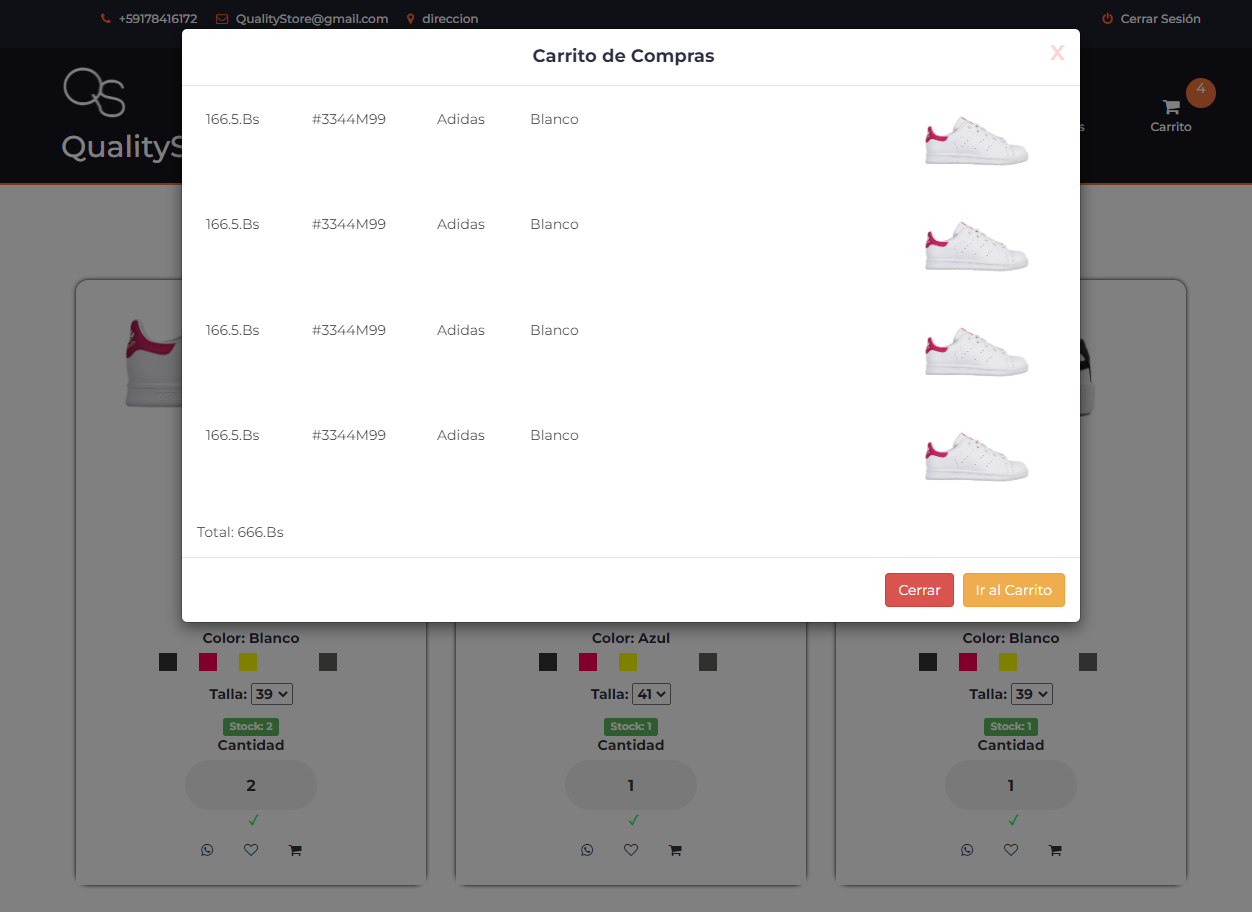 +59178416172 QualityStore@gmail.com direccion Cerrar Sesión
Carrito de Compras X
QS
QualityS
4
s Carrito
166.5.Bs #3344M99 Adidas Blanco
166.5.Bs #3344M99 Adidas Blanco
166.5.Bs #3344M99 Adidas Blanco
166.5.Bs #3344M99 Adidas Blanco
Total: 666.Bs
Cerrar Ir al Carrito
Color: Blanco Color: Azul Color: Blanco
Talla: 39 Talla: 41 Talla: 39
Stock: 2 Stock: 1 Stock: 1
Cantidad Cantidad Cantidad
2 1 1